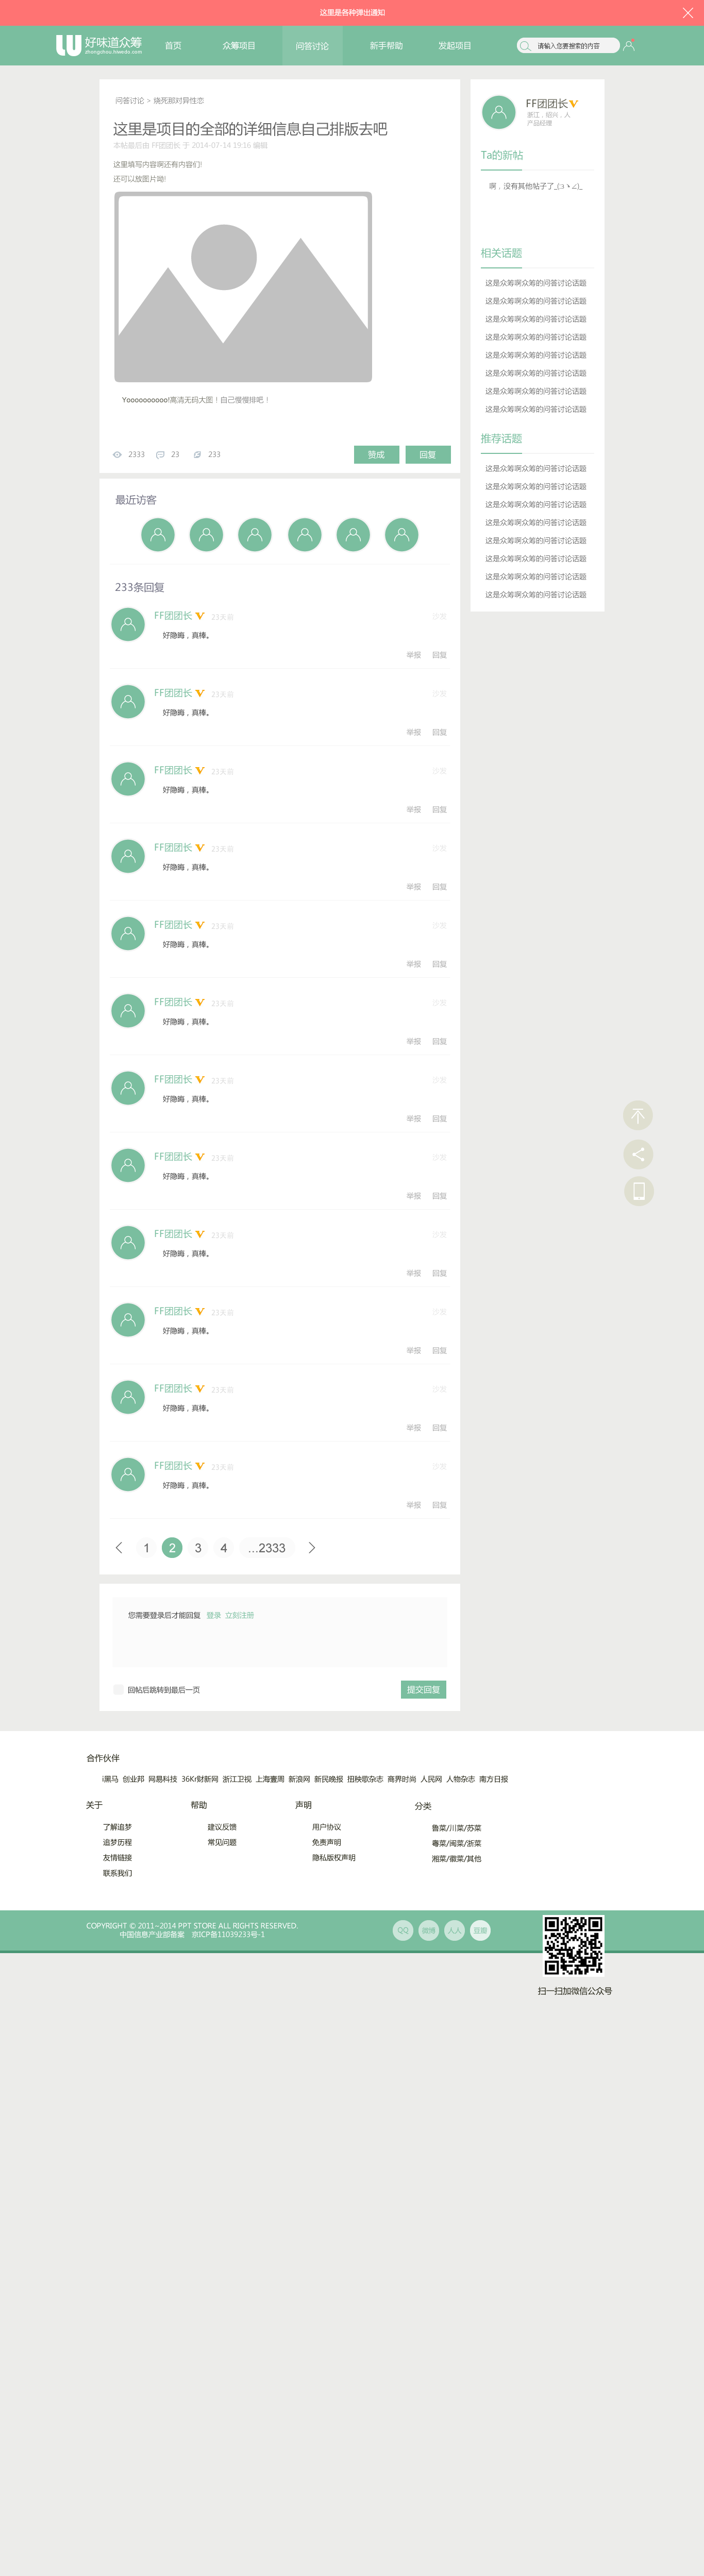 这里是各种弹出通知
好味道众筹
zhongchou.hweidao.com
首页 众筹项目 问答讨论 新手帮助 发起项目
请输入您要搜索的内容
问答讨论 > 烧死那对异性恋
这里是项目的全部的详细信息自己排版去吧
本帖最后由 FF团团长 于 2014-07-14 19:16 编辑
这里填写内容啊还有内容们!
还可以放图片呦!
Yoooooooooo!高清无码大图！自己慢慢排吧！
2333 23 233
赞成 回复
FF团团长
浙江，绍兴，人
产品经理
Ta的新帖
啊，没有其他帖子了_(:з丶∠)_
相关话题
这是众筹啊众筹的问答讨论话题
这是众筹啊众筹的问答讨论话题
这是众筹啊众筹的问答讨论话题
这是众筹啊众筹的问答讨论话题
这是众筹啊众筹的问答讨论话题
这是众筹啊众筹的问答讨论话题
这是众筹啊众筹的问答讨论话题
这是众筹啊众筹的问答讨论话题
推荐话题
这是众筹啊众筹的问答讨论话题
这是众筹啊众筹的问答讨论话题
这是众筹啊众筹的问答讨论话题
这是众筹啊众筹的问答讨论话题
这是众筹啊众筹的问答讨论话题
这是众筹啊众筹的问答讨论话题
这是众筹啊众筹的问答讨论话题
这是众筹啊众筹的问答讨论话题
最近访客
233条回复
FF团团长 V 23天前 沙发
好隐晦，真棒。
举报 回复
FF团团长 V 23天前 沙发
好隐晦，真棒。
举报 回复
FF团团长 V 23天前 沙发
好隐晦，真棒。
举报 回复
FF团团长 V 23天前 沙发
好隐晦，真棒。
举报 回复
FF团团长 V 23天前 沙发
好隐晦，真棒。
举报 回复
FF团团长 V 23天前 沙发
好隐晦，真棒。
举报 回复
FF团团长 V 23天前 沙发
好隐晦，真棒。
举报 回复
FF团团长 V 23天前 沙发
好隐晦，真棒。
举报 回复
FF团团长 V 23天前 沙发
好隐晦，真棒。
举报 回复
FF团团长 V 23天前 沙发
好隐晦，真棒。
举报 回复
FF团团长 V 23天前 沙发
好隐晦，真棒。
举报 回复
FF团团长 V 23天前 沙发
好隐晦，真棒。
举报 回复
1 2 3 4 ...2333
您需要登录后才能回复 登录 立刻注册
回帖后跳转到最后一页
提交回复
合作伙伴
i黑马 创业邦 网易科技 36Kr财新网 浙江卫视 上海壹周 新浪网 新民晚报 扭秧歌杂志 商界时尚 人民网 人物杂志 南方日报
关于 帮助 声明 分类
了解追梦 建议反馈 用户协议 鲁菜/川菜/苏菜
追梦历程 常见问题 免责声明 粤菜/闽菜/浙菜
友情链接 隐私版权声明 湘菜/徽菜/其他
联系我们
COPYRIGHT © 2011~2014 PPT STORE ALL RIGHTS RESERVED.
中国信息产业部备案 京ICP备11039233号-1
QQ 微博 人人 豆瓣
扫一扫加微信公众号